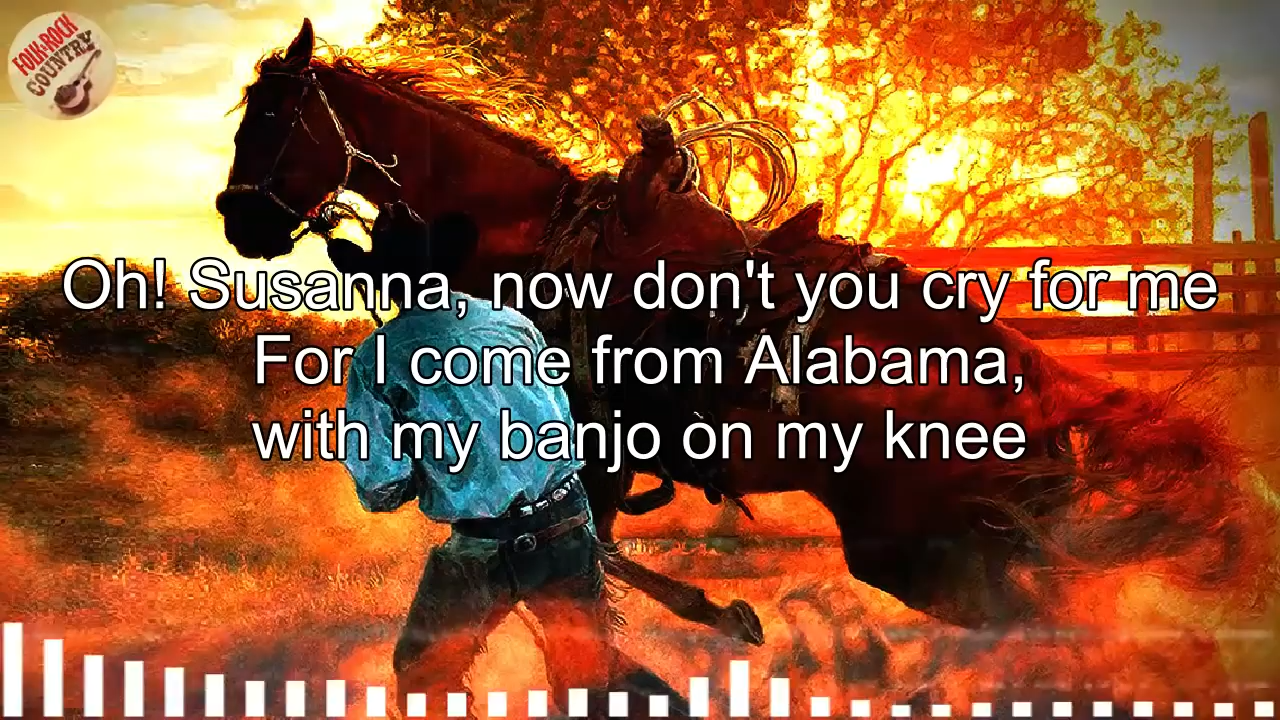 FOLK-ROCK
COUNTRY
Oh! Susanna, now don't you cry for me
For I come from Alabama,
with my banjo on my knee